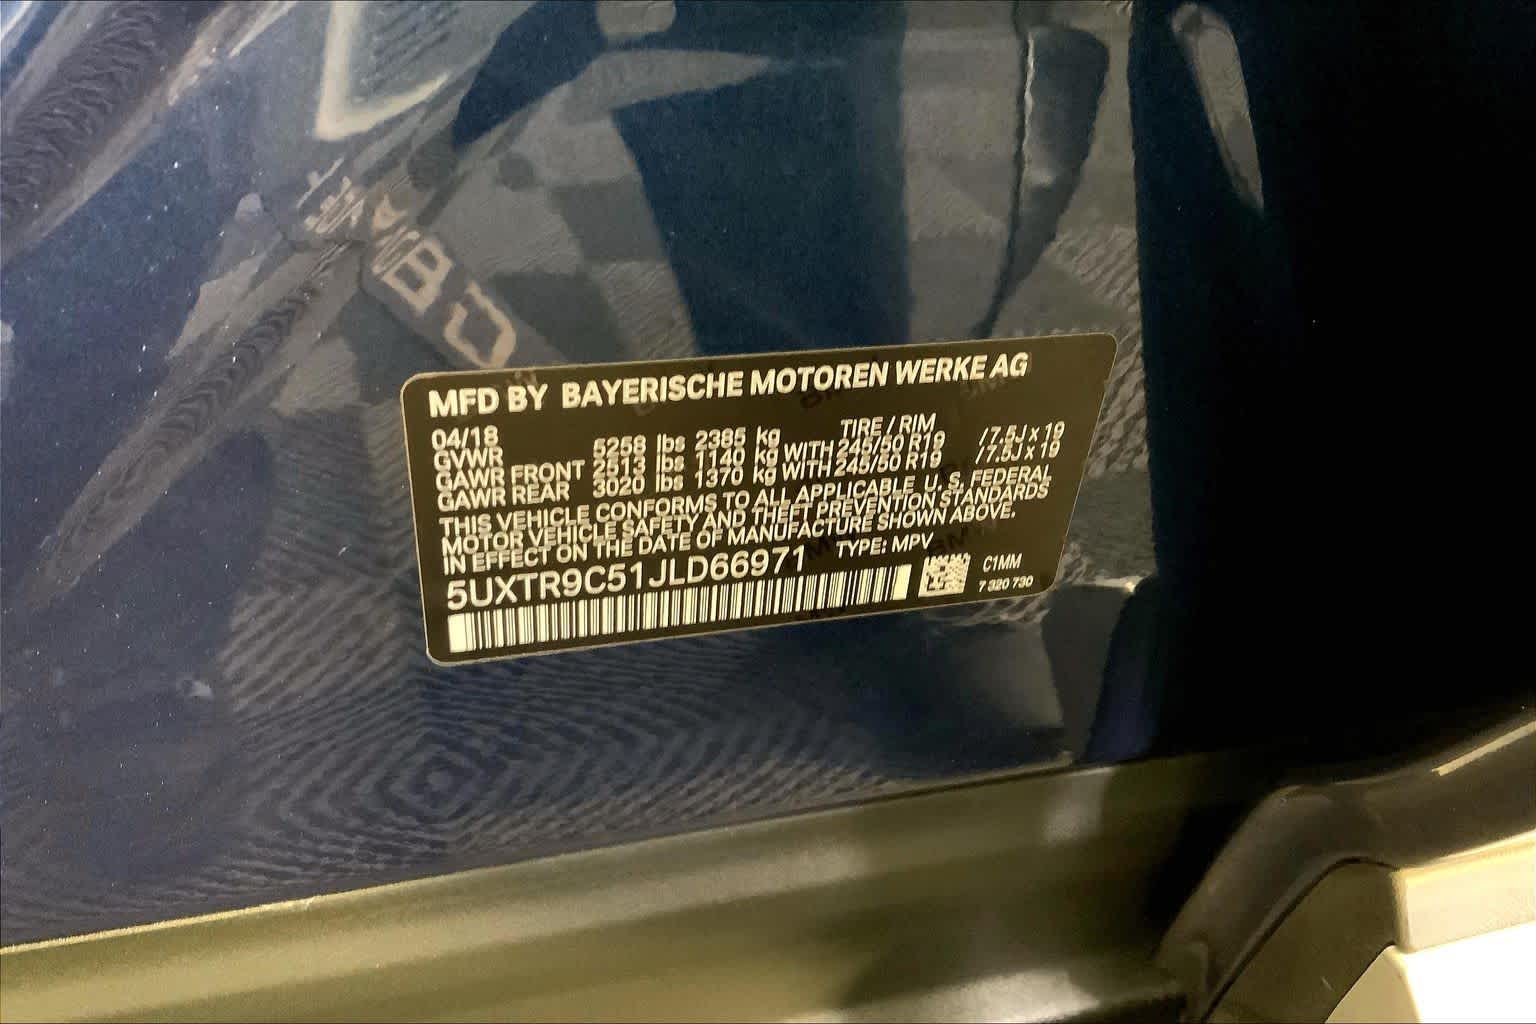 MFD BY BAYERISCHE MOTOREN WERKE AG
04/18 TIRE / RIM
GVWR 5258 lbs 2385 kg
GAWR FRONT 2513 lbs 1140 kg WITH 245/50 R19 / 7.5J x 19
GAWR REAR 3020 lbs 1370 kg WITH 245/50 R19 / 7.5J x 19
THIS VEHICLE CONFORMS TO ALL APPLICABLE U. S. FEDERAL
MOTOR VEHICLE SAFETY AND THEFT PREVENTION STANDARDS
IN EFFECT ON THE DATE OF MANUFACTURE SHOWN ABOVE.
5UXTR9C51JLD66971 TYPE: MPV
C1MM
7 320 730